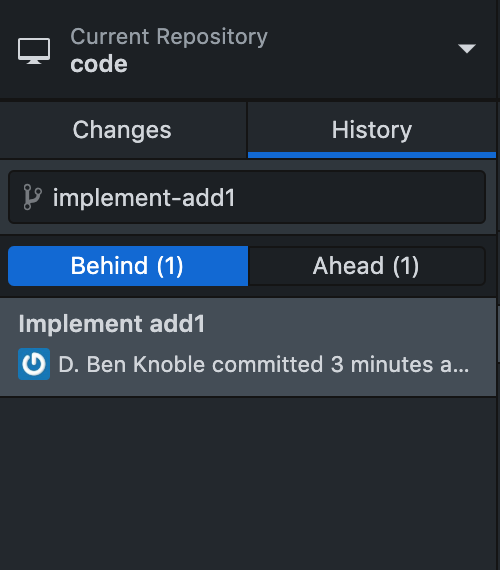 Current Repository
code
Changes
History
implement-add1
Behind (1)
Ahead (1)
Implement add1
D. Ben Knoble committed 3 minutes a...